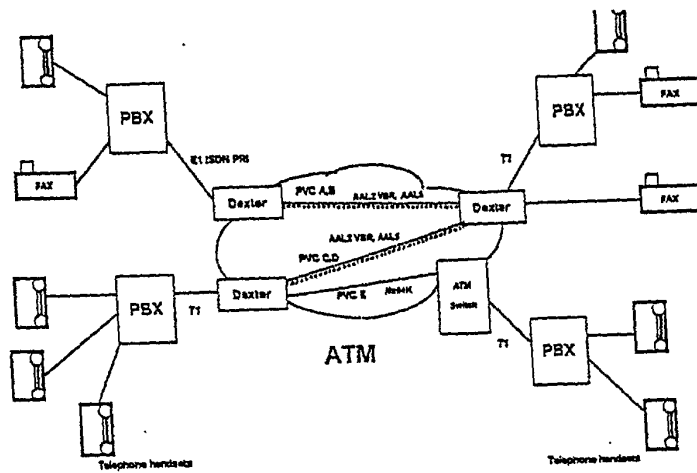 PBX
FAX
E1 ISDN PRI
PBX
FAX
T1
Dexter
PVC A,B
AAL2 VBR, AAL5
Dexter
FAX
AAL2 VBR, AAL5
PVC C,D
PBX
T1
Dexter
PVC E
Nx64K
ATM
Switch
T1
PBX
ATM
Telephone handsets
Telephone handsets